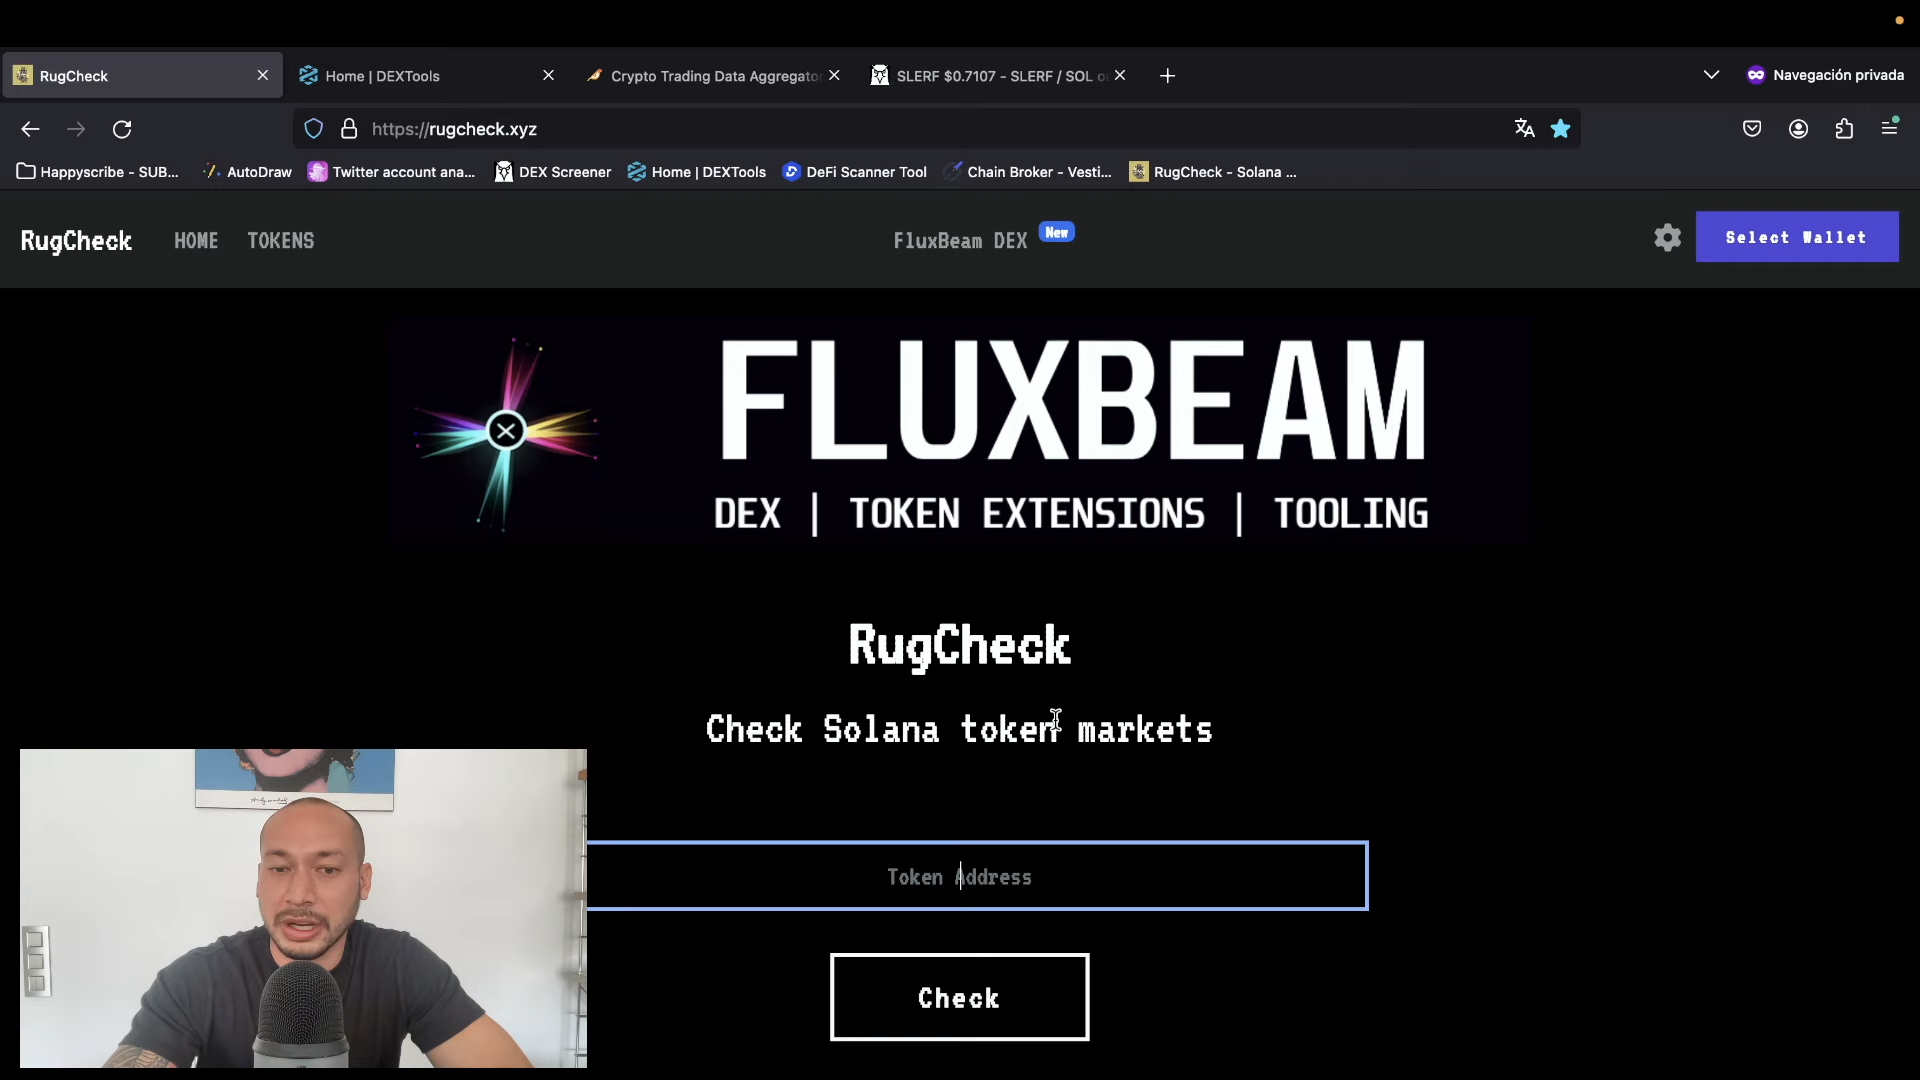 RugCheck
Home | DEXTools
Crypto Trading Data Aggregato
SLERF $0.7107 - SLERF / SOL o
Navegación privada
https://rugcheck.xyz
Happyscribe - SUB...
AutoDraw
Twitter account ana...
DEX Screener
Home | DEXTools
DeFi Scanner Tool
Chain Broker - Vesti...
RugCheck - Solana ...
RugCheck
HOME
TOKENS
FluxBeam DEX
New
Select Wallet
FLUXBEAM
DEX | TOKEN EXTENSIONS | TOOLING
RugCheck
Check Solana token markets
Token Address
Check